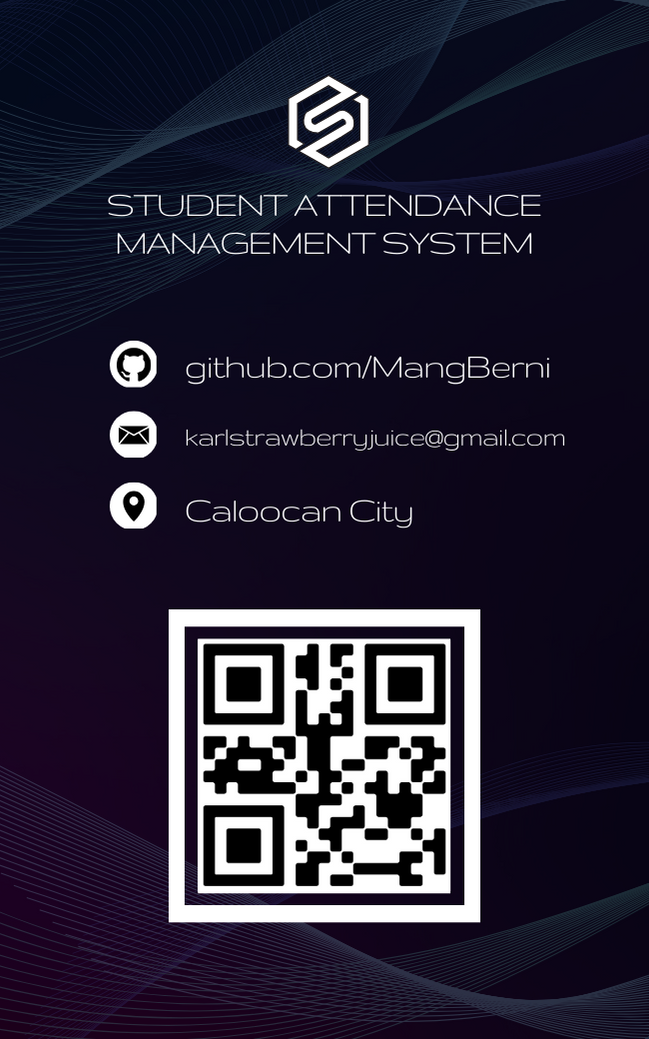 STUDENT ATTENDANCE
MANAGEMENT SYSTEM
github.com/MangBerni
karlstrawberryjuice@gmail.com
Caloocan City